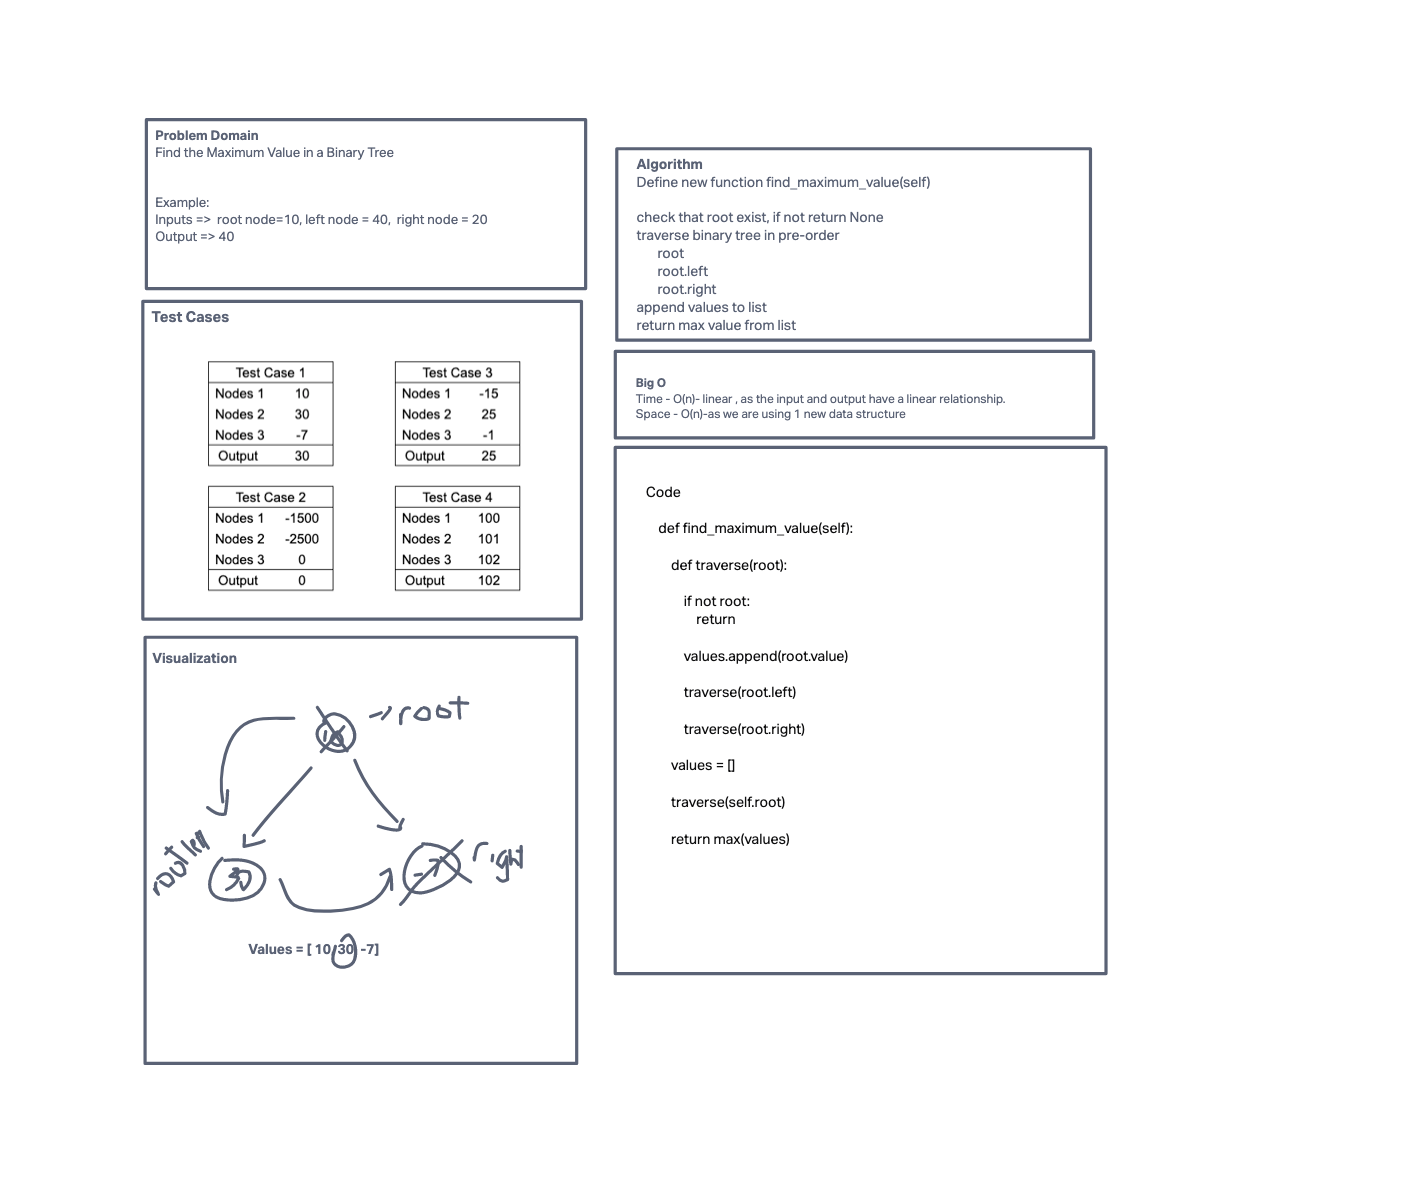 Problem Domain
Find the Maximum Value in a Binary Tree
Example:
Inputs => root node=10, left node = 40, right node = 20
Output => 40
Test Cases
Test Case 1
Nodes 1 10
Nodes 2 30
Nodes 3 -7
Output 30
Test Case 3
Nodes 1 -15
Nodes 2 25
Nodes 3 -1
Output 25
Test Case 2
Nodes 1 -1500
Nodes 2 -2500
Nodes 3 0
Output 0
Test Case 4
Nodes 1 100
Nodes 2 101
Nodes 3 102
Output 102
Visualization
10
root
root left
30
-7
right
Values = [ 10, 30, -7]
Algorithm
Define new function find_maximum_value(self)
check that root exist, if not return None
traverse binary tree in pre-order
root
root.left
root.right
append values to list
return max value from list
Big O
Time - O(n)- linear , as the input and output have a linear relationship.
Space - O(n)-as we are using 1 new data structure
Code
def find_maximum_value(self):
def traverse(root):
if not root:
return
values.append(root.value)
traverse(root.left)
traverse(root.right)
values = []
traverse(self.root)
return max(values)